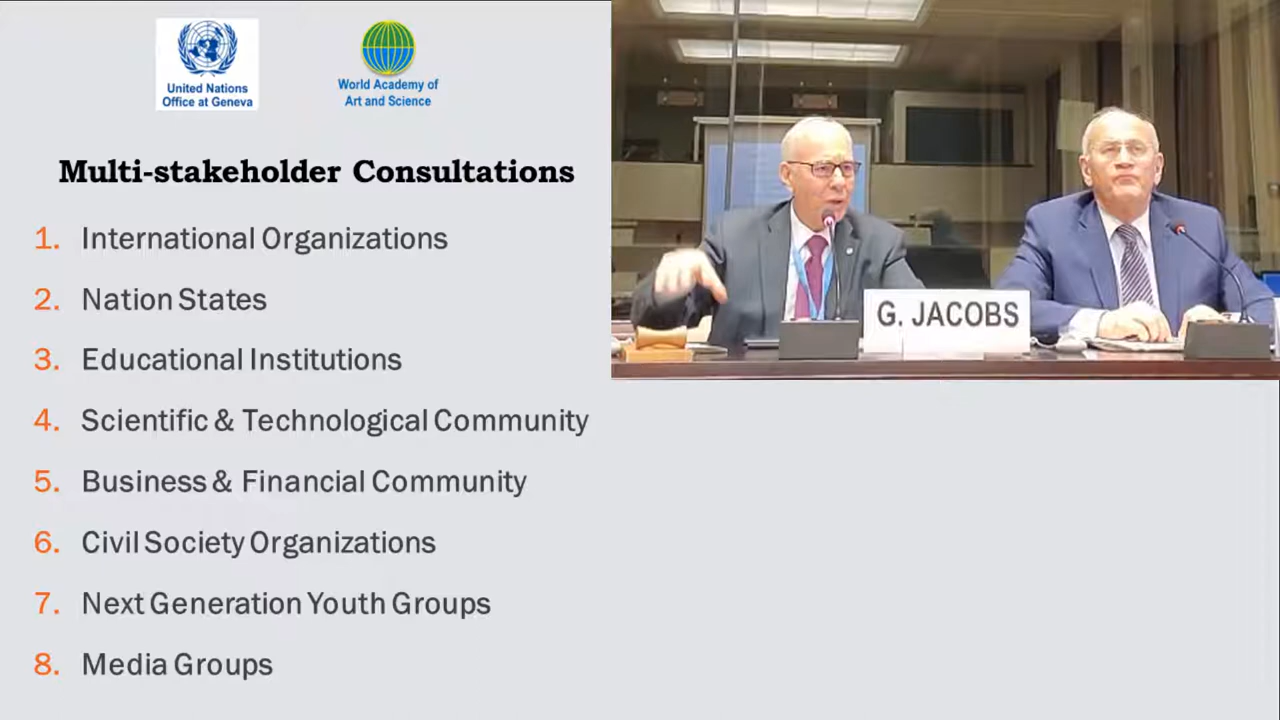 United Nations
Office at Geneva
World Academy of
Art and Science
Multi-stakeholder Consultations
1. International Organizations
2. Nation States
3. Educational Institutions
4. Scientific & Technological Community
5. Business & Financial Community
6. Civil Society Organizations
7. Next Generation Youth Groups
8. Media Groups
G. JACOBS